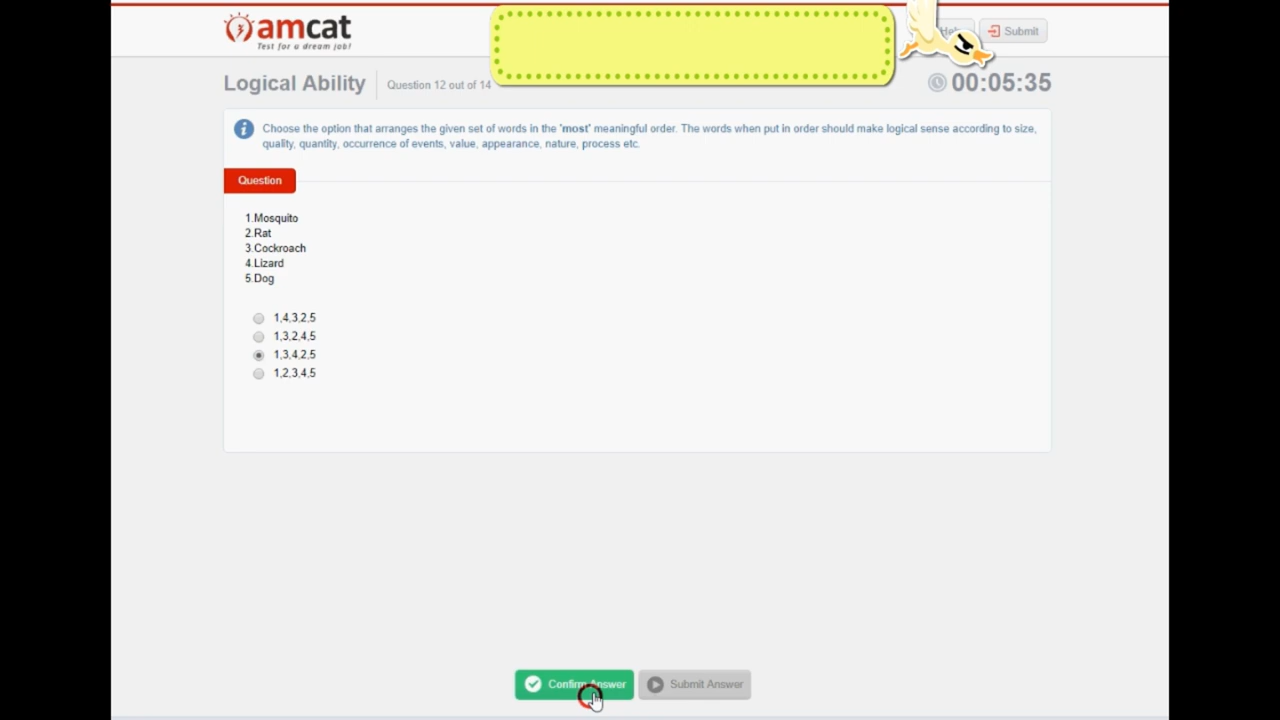 amcat
Test for a dream job!
Submit
Logical Ability
Question 12 out of 14
00:05:35
Choose the option that arranges the given set of words in the 'most' meaningful order. The words when put in order should make logical sense according to size,
quality, quantity, occurrence of events, value, appearance, nature, process etc.
Question
1.Mosquito
2.Rat
3.Cockroach
4.Lizard
5.Dog
1,4,3,2,5
1,3,2,4,5
1,3,4,2,5
1,2,3,4,5
Confirm Answer
Submit Answer